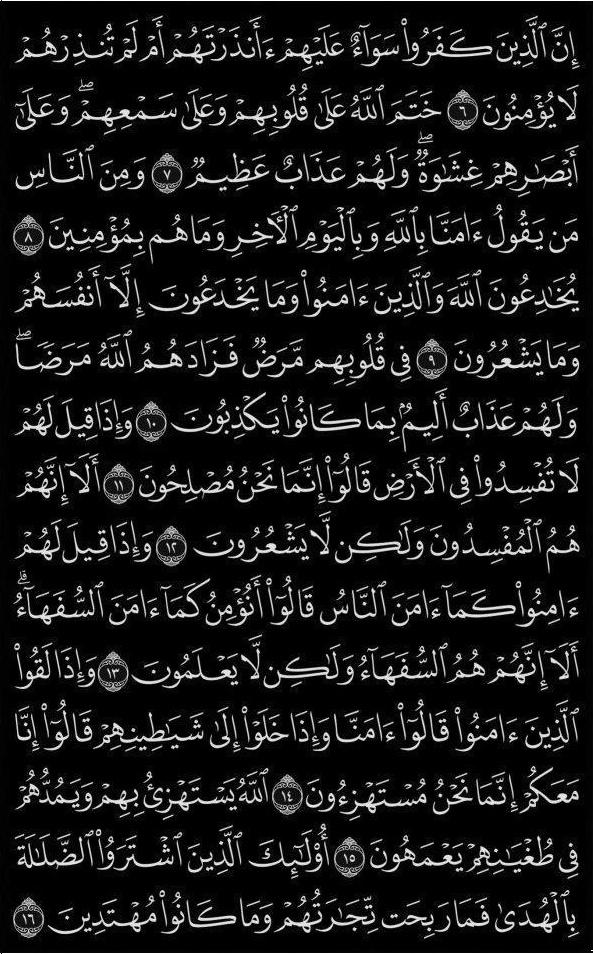 إِنَّ ٱلَّذِينَ كَفَرُوا۟ سَوَآءٌ عَلَيْهِمْ ءَأَنذَرْتَهُمْ أَمْ لَمْ تُنذِرْهُمْ
لَا يُؤْمِنُونَ ٦ خَتَمَ ٱللَّهُ عَلَىٰ قُلُوبِهِمْ وَعَلَىٰ سَمْعِهِمْ ۖ وَعَلَىٰٓ
أَبْصَـٰرِهِمْ غِشَـٰوَةٌ ۖ وَلَهُمْ عَذَابٌ عَظِيمٌ ٧ وَمِنَ ٱلنَّاسِ
مَن يَقُولُ ءَامَنَّا بِٱللَّهِ وَبِٱلْيَوْمِ ٱلْـَٔاخِرِ وَمَا هُم بِمُؤْمِنِينَ ٨
يُخَـٰدِعُونَ ٱللَّهَ وَٱلَّذِينَ ءَامَنُوا۟ وَمَا يَخْدَعُونَ إِلَّآ أَنفُسَهُمْ
وَمَا يَشْعُرُونَ ٩ فِى قُلُوبِهِم مَّرَضٌ فَزَادَهُمُ ٱللَّهُ مَرَضًا ۖ
وَلَهُمْ عَذَابٌ أَلِيمٌۢ بِمَا كَانُوا۟ يَكْذِبُونَ ١٠ وَإِذَا قِيلَ لَهُمْ
لَا تُفْسِدُوا۟ فِى ٱلْأَرْضِ قَالُوٓا۟ إِنَّمَا نَحْنُ مُصْلِحُونَ ١١ أَلَآ إِنَّهُمْ
هُمُ ٱلْمُفْسِدُونَ وَلَـٰكِن لَّا يَشْعُرُونَ ١٢ وَإِذَا قِيلَ لَهُمْ
ءَامِنُوا۟ كَمَآ ءَامَنَ ٱلنَّاسُ قَالُوٓا۟ أَنُؤْمِنُ كَمَآ ءَامَنَ ٱلسُّفَهَآءُ ۗ
أَلَآ إِنَّهُمْ هُمُ ٱلسُّفَهَآءُ وَلَـٰكِن لَّا يَعْلَمُونَ ١٣ وَإِذَا لَقُوا۟
ٱلَّذِينَ ءَامَنُوا۟ قَالُوٓا۟ ءَامَنَّا وَإِذَا خَلَوْا۟ إِلَىٰ شَيَـٰطِينِهِمْ قَالُوٓا۟ إِنَّا
مَعَكُمْ إِنَّمَا نَحْنُ مُسْتَهْزِءُونَ ١٤ ٱللَّهُ يَسْتَهْزِئُ بِهِمْ وَيَمُدُّهُمْ
فِى طُغْيَـٰنِهِمْ يَعْمَهُونَ ١٥ أُو۟لَـٰٓئِكَ ٱلَّذِينَ ٱشْتَرَوُا۟ ٱلضَّلَـٰلَةَ
بِٱلْهُدَىٰ فَمَا رَبِحَت تِّجَـٰرَتُهُمْ وَمَا كَانُوا۟ مُهْتَدِينَ ١٦